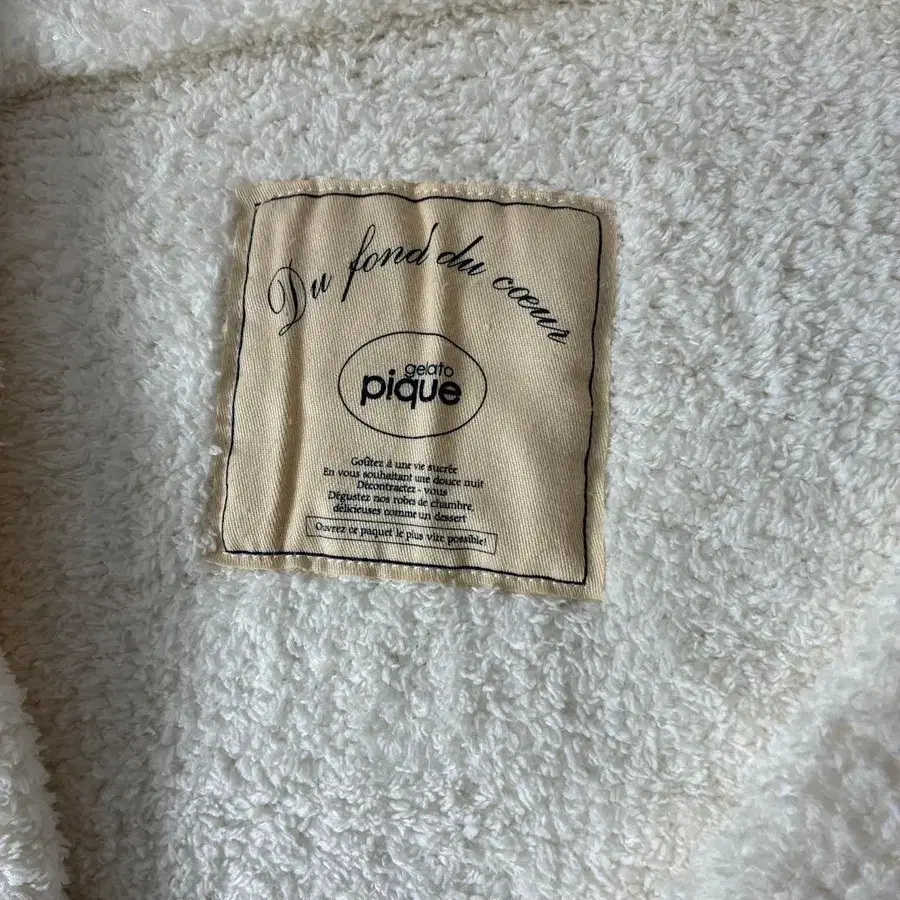 Du fond du cœur
gelato
pique
Goûtez à une vie sucrée
En vous souhaitant une douce nuit
Décontractez - vous
Dégustez nos robes de chambre,
délicieuses comme un dessert
Ouvrez ce paquet le plus vite possible!